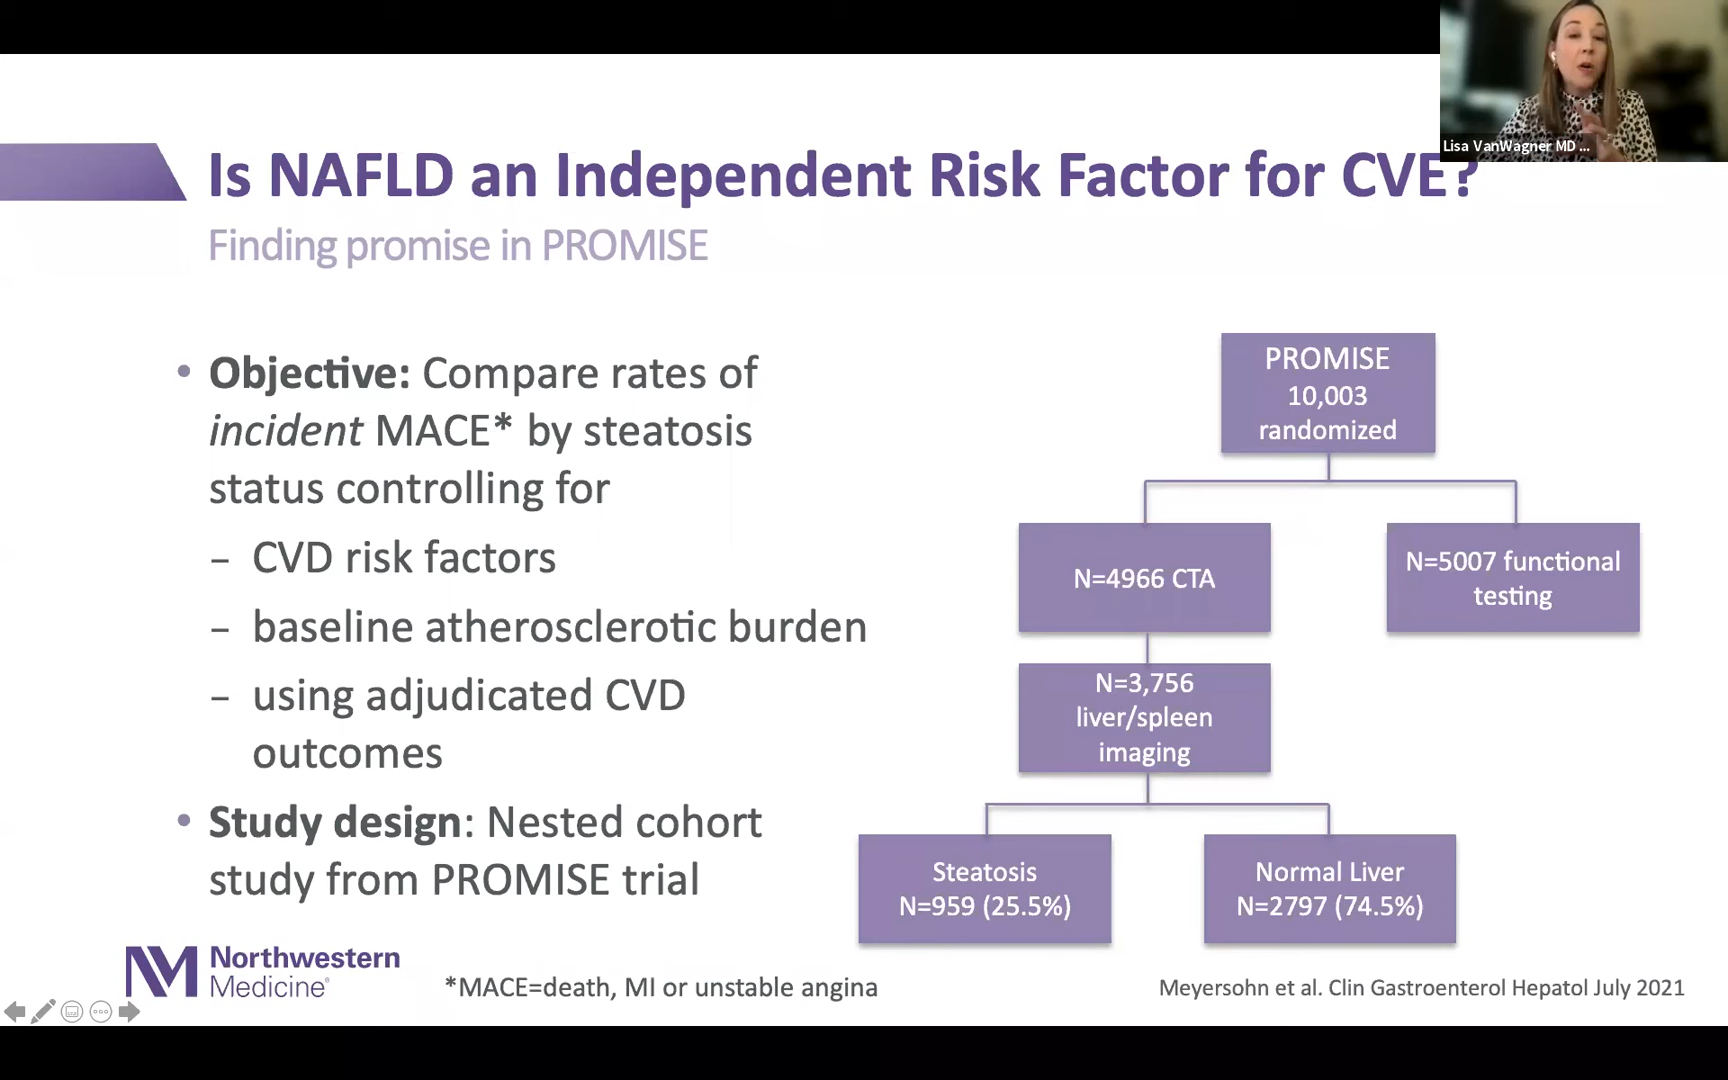 Lisa VanWagner MD ...
Is NAFLD an Independent Risk Factor for CVE?
Finding promise in PROMISE
• Objective: Compare rates of
incident MACE* by steatosis
status controlling for
– CVD risk factors
– baseline atherosclerotic burden
– using adjudicated CVD
outcomes
• Study design: Nested cohort
study from PROMISE trial
PROMISE
10,003
randomized
N=4966 CTA
N=5007 functional
testing
N=3,756
liver/spleen
imaging
Steatosis
N=959 (25.5%)
Normal Liver
N=2797 (74.5%)
NM
Northwestern
Medicine®
*MACE=death, MI or unstable angina
Meyersohn et al. Clin Gastroenterol Hepatol July 2021